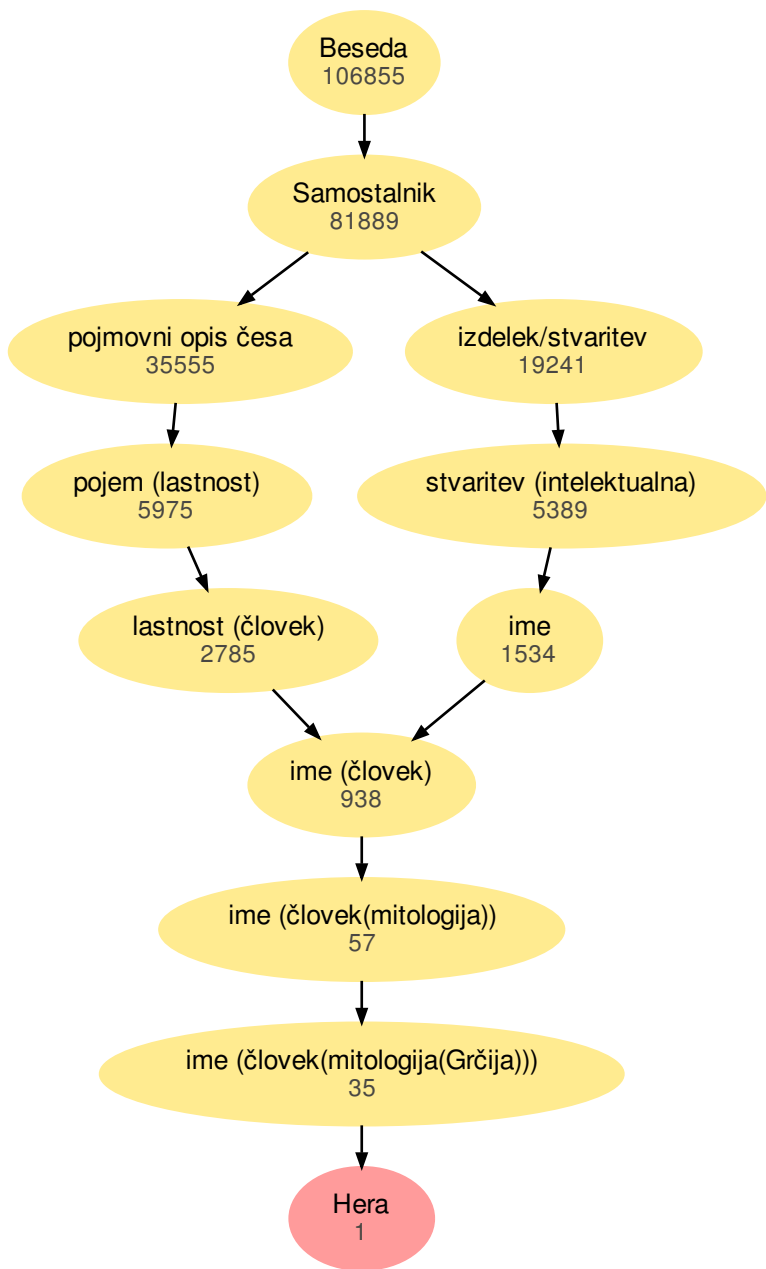 Beseda
106855
Samostalnik
81889
pojmovni opis česa
35555
izdelek/stvaritev
19241
pojem (lastnost)
5975
stvaritev (intelektualna)
5389
lastnost (človek)
2785
ime
1534
ime (človek)
938
ime (človek(mitologija))
57
ime (človek(mitologija(Grčija)))
35
Hera
1